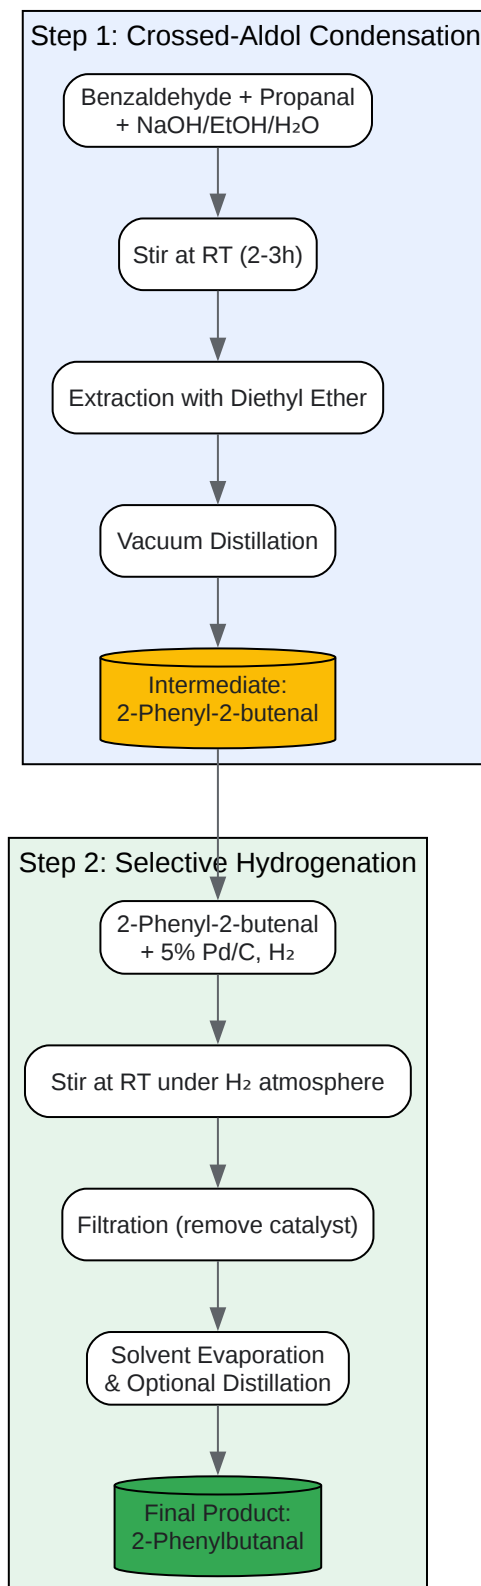 Step 1: Crossed-Aldol Condensation
Benzaldehyde + Propanal
+ NaOH/EtOH/H₂O
Stir at RT (2-3h)
Extraction with Diethyl Ether
Vacuum Distillation
Intermediate:
2-Phenyl-2-butenal
Step 2: Selective Hydrogenation
2-Phenyl-2-butenal
+ 5% Pd/C, H₂
Stir at RT under H₂ atmosphere
Filtration (remove catalyst)
Solvent Evaporation
& Optional Distillation
Final Product:
2-Phenylbutanal